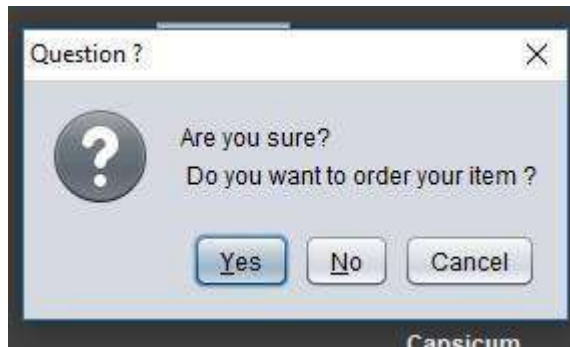 Question ?
Are you sure?
Do you want to order your item ?
Yes No Cancel
Capsicum